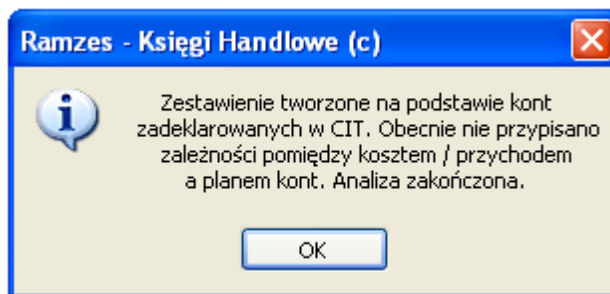 Ramzes - Księgi Handlowe (c)
Zestawienie tworzone na podstawie kont
zadeklarowanych w CIT. Obecnie nie przypisano
zależności pomiędzy kosztem / przychodem
a planem kont. Analiza zakończona.
OK